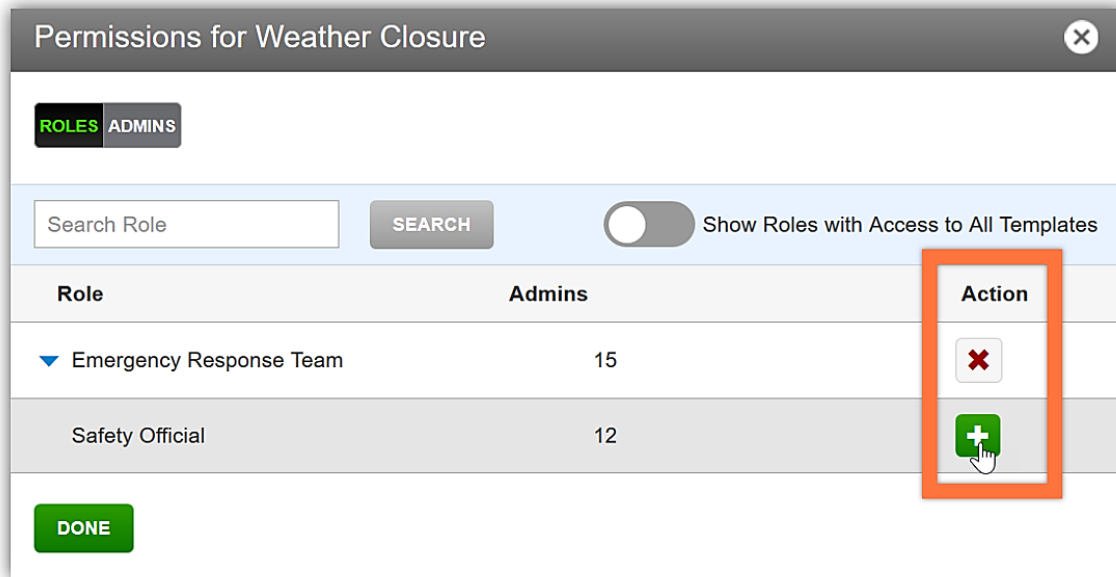 Permissions for Weather Closure
ROLES ADMINS
Search Role SEARCH Show Roles with Access to All Templates
Role Admins Action
Emergency Response Team 15
Safety Official 12
DONE